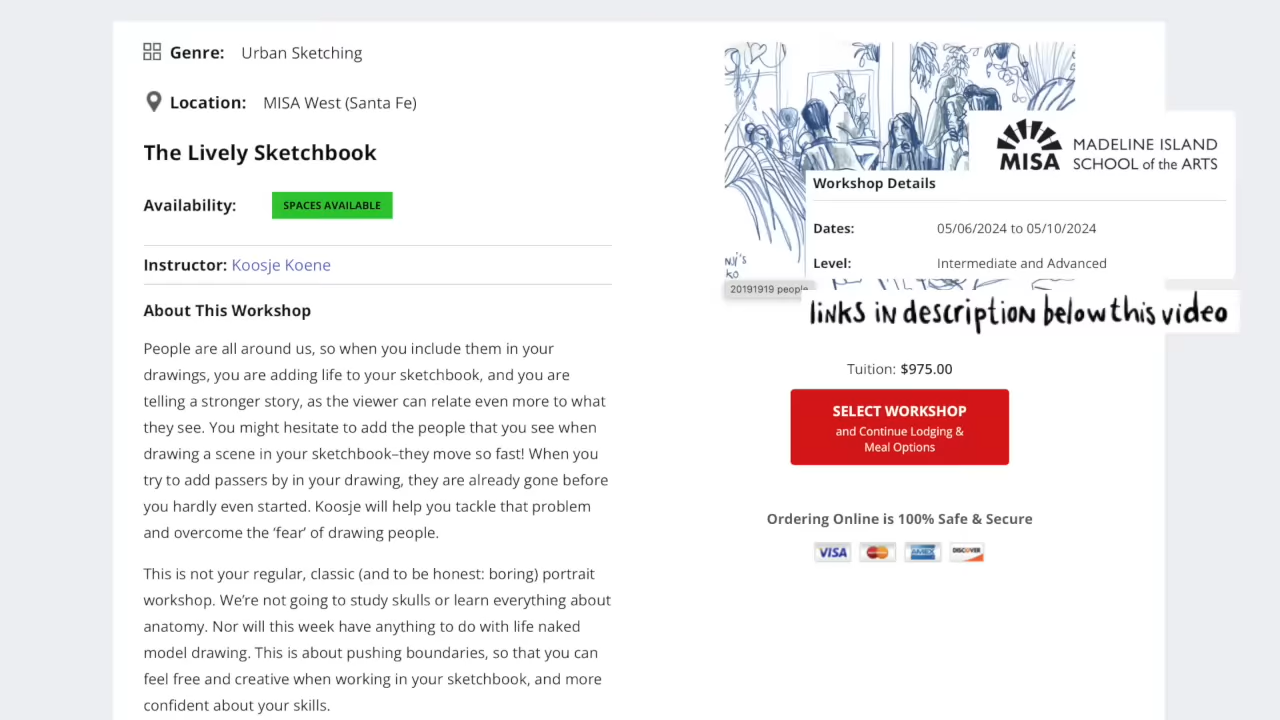 Genre: Urban Sketching
Location: MISA West (Santa Fe)
The Lively Sketchbook
Availability: SPACES AVAILABLE
Instructor: Koosje Koene
About This Workshop
People are all around us, so when you include them in your
drawings, you are adding life to your sketchbook, and you are
telling a stronger story, as the viewer can relate even more to what
they see. You might hesitate to add the people that you see when
drawing a scene in your sketchbook–they move so fast! When you
try to add passers by in your drawing, they are already gone before
you hardly even started. Koosje will help you tackle that problem
and overcome the ‘fear’ of drawing people.
This is not your regular, classic (and to be honest: boring) portrait
workshop. We’re not going to study skulls or learn everything about
anatomy. Nor will this week have anything to do with life naked
model drawing. This is about pushing boundaries, so that you can
feel free and creative when working in your sketchbook, and more
confident about your skills.
MISA
MADELINE ISLAND
SCHOOL of the ARTS
Workshop Details
Dates: 05/06/2024 to 05/10/2024
Level: Intermediate and Advanced
KO
20191919 people
links in description below this video
Tuition: $975.00
SELECT WORKSHOP
and Continue Lodging &
Meal Options
Ordering Online is 100% Safe & Secure
VISA
MasterCard
AMEX
DISCOVER